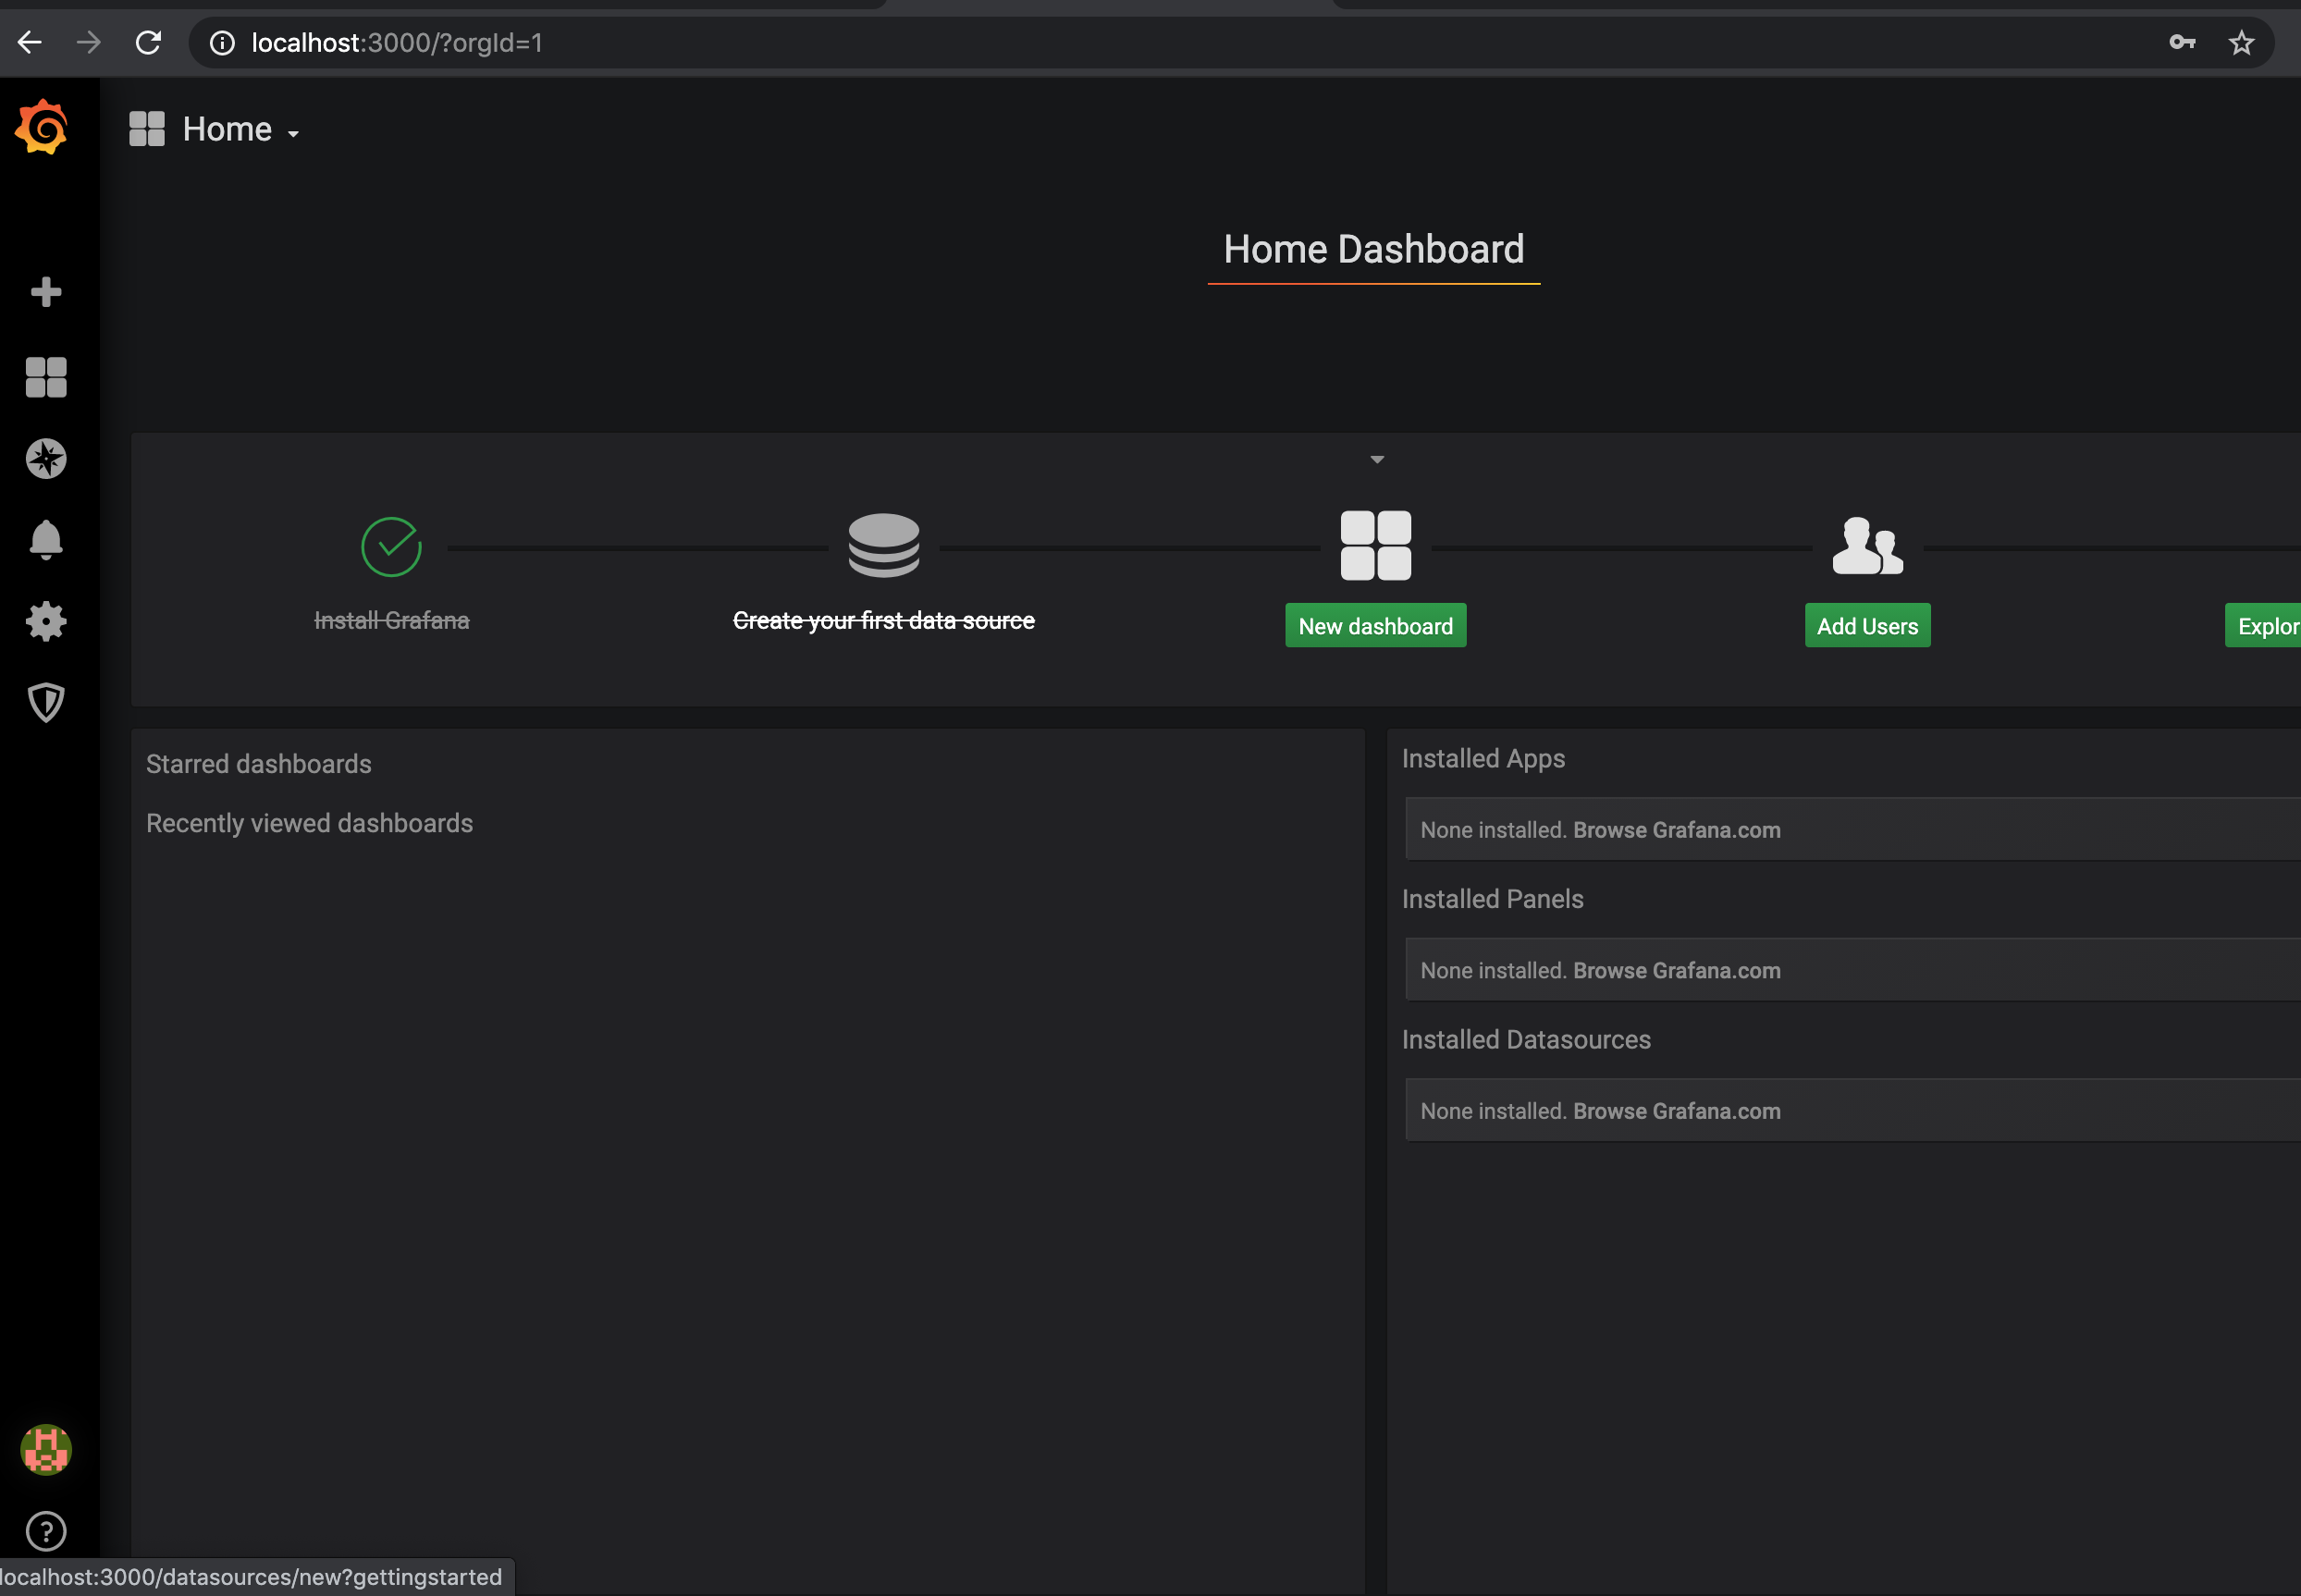 localhost:3000/?orgId=1
Home
Home Dashboard
Install Grafana
Create your first data source
New dashboard
Add Users
Explor
Starred dashboards
Recently viewed dashboards
Installed Apps
None installed. Browse Grafana.com
Installed Panels
None installed. Browse Grafana.com
Installed Datasources
None installed. Browse Grafana.com
localhost:3000/datasources/new?gettingstarted